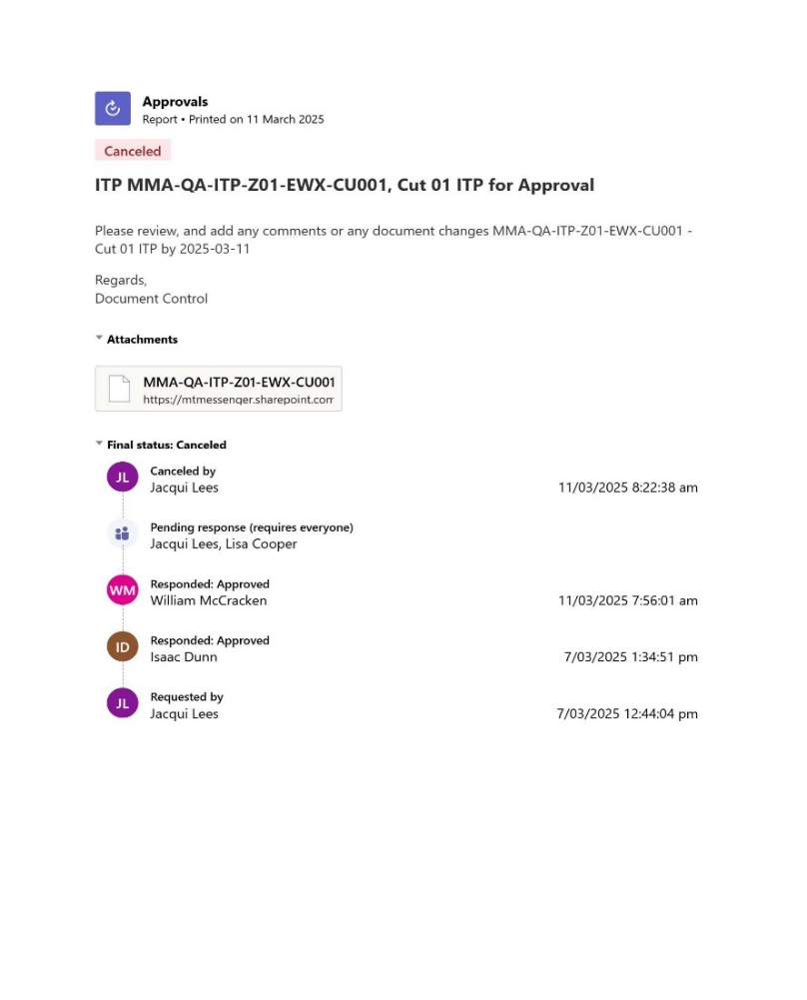 Approvals
Report • Printed on 11 March 2025
Canceled
ITP MMA-QA-ITP-Z01-EWX-CU001, Cut 01 ITP for Approval
Please review, and add any comments or any document changes MMA-QA-ITP-Z01-EWX-CU001 -
Cut 01 ITP by 2025-03-11
Regards,
Document Control
Attachments
MMA-QA-ITP-Z01-EWX-CU001
https://mtmessenger.sharepoint.com
Final status: Canceled
JL
Canceled by
Jacqui Lees 11/03/2025 8:22:38 am
Pending response (requires everyone)
Jacqui Lees, Lisa Cooper
WM
Responded: Approved
William McCracken 11/03/2025 7:56:01 am
ID
Responded: Approved
Isaac Dunn 7/03/2025 1:34:51 pm
JL
Requested by
Jacqui Lees 7/03/2025 12:44:04 pm